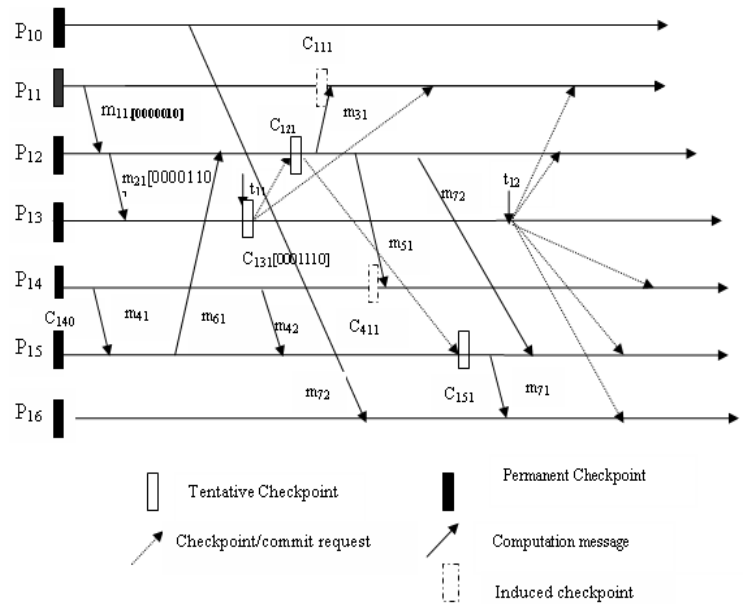 P10
C111
P11
m11,[0000010]
m31
C121
P12
m21[0000110
t11
t12
m72
P13
C131[0001110]
m51
P14
C140
m41
m61
m42
C411
P15
C151
m72
m71
P16
Tentative Checkpoint
Permanent Checkpoint
Checkpoint/commit request
Computation message
Induced checkpoint